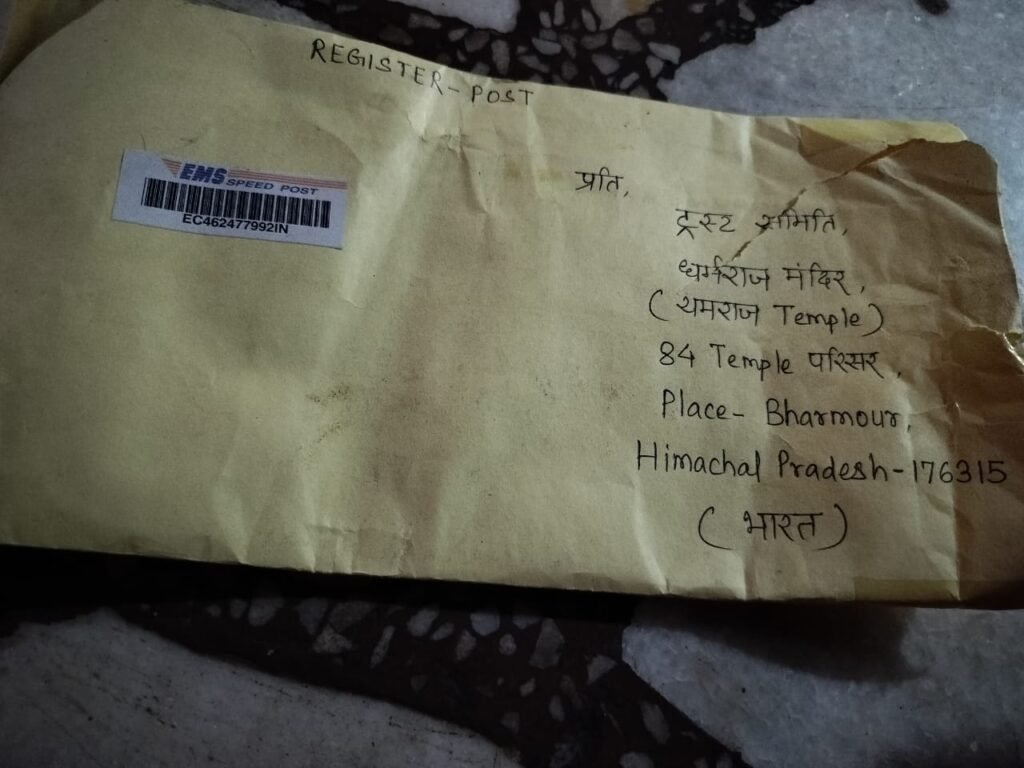 REGISTER-POST
EMS SPEED POST
EC462477992IN
प्रति,
ट्रस्ट समिति,
धर्मराज मंदिर,
(यमराज Temple)
84 Temple परिसर,
Place- Bharmour,
Himachal Pradesh-176315
(भारत)